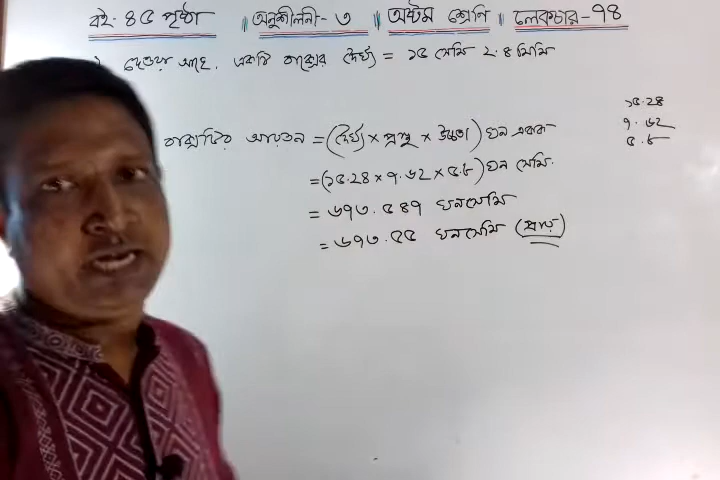 বই- ৪৫ পৃষ্ঠা || অনুশীলনী- ৩ || অষ্টম শ্রেণি || লেকচার-৭৪
দেওয়া আছে, একটি বাক্সের দৈর্ঘ্য = ১৫ সেমি ২.৪ মিমি
১৫.২৪
৭.৬২
৫.৮
বাক্সটির আয়তন = (দৈর্ঘ্য × প্রস্থ × উচ্চতা) ঘন একক
= (১৫.২৪ × ৭.৬২ × ৫.৮) ঘন সেমি.
= ৬৭৩.৫৪৭ ঘনসেমি
= ৬৭৩.৫৫ ঘনসেমি (প্রায়)